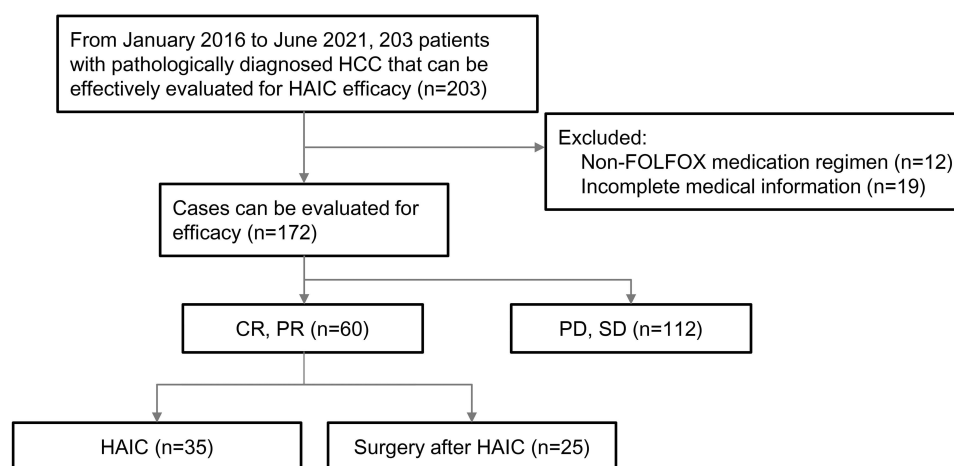 From January 2016 to June 2021, 203 patients
with pathologically diagnosed HCC that can be
effectively evaluated for HAIC efficacy (n=203)
Excluded:
Non-FOLFOX medication regimen (n=12)
Incomplete medical information (n=19)
Cases can be evaluated for
efficacy (n=172)
CR, PR (n=60)
PD, SD (n=112)
HAIC (n=35)
Surgery after HAIC (n=25)